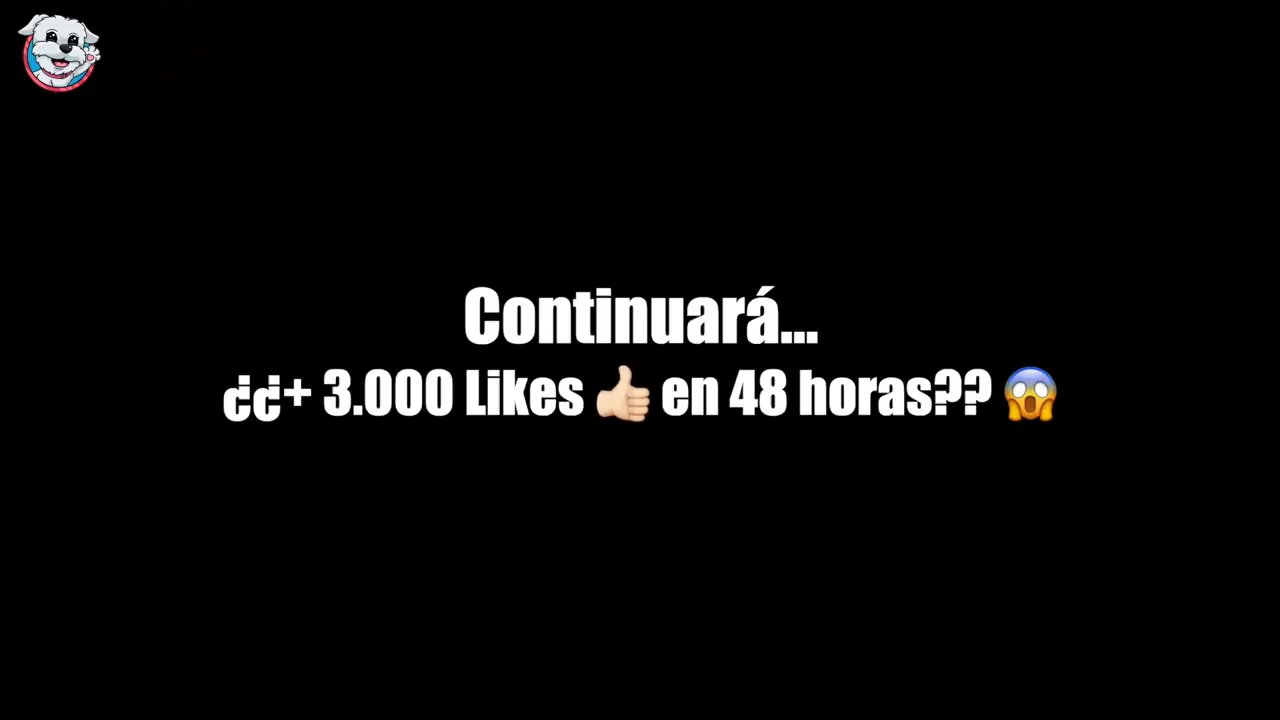 Continuará...
¿¿+ 3.000 Likes 👍🏻 en 48 horas?? 😱